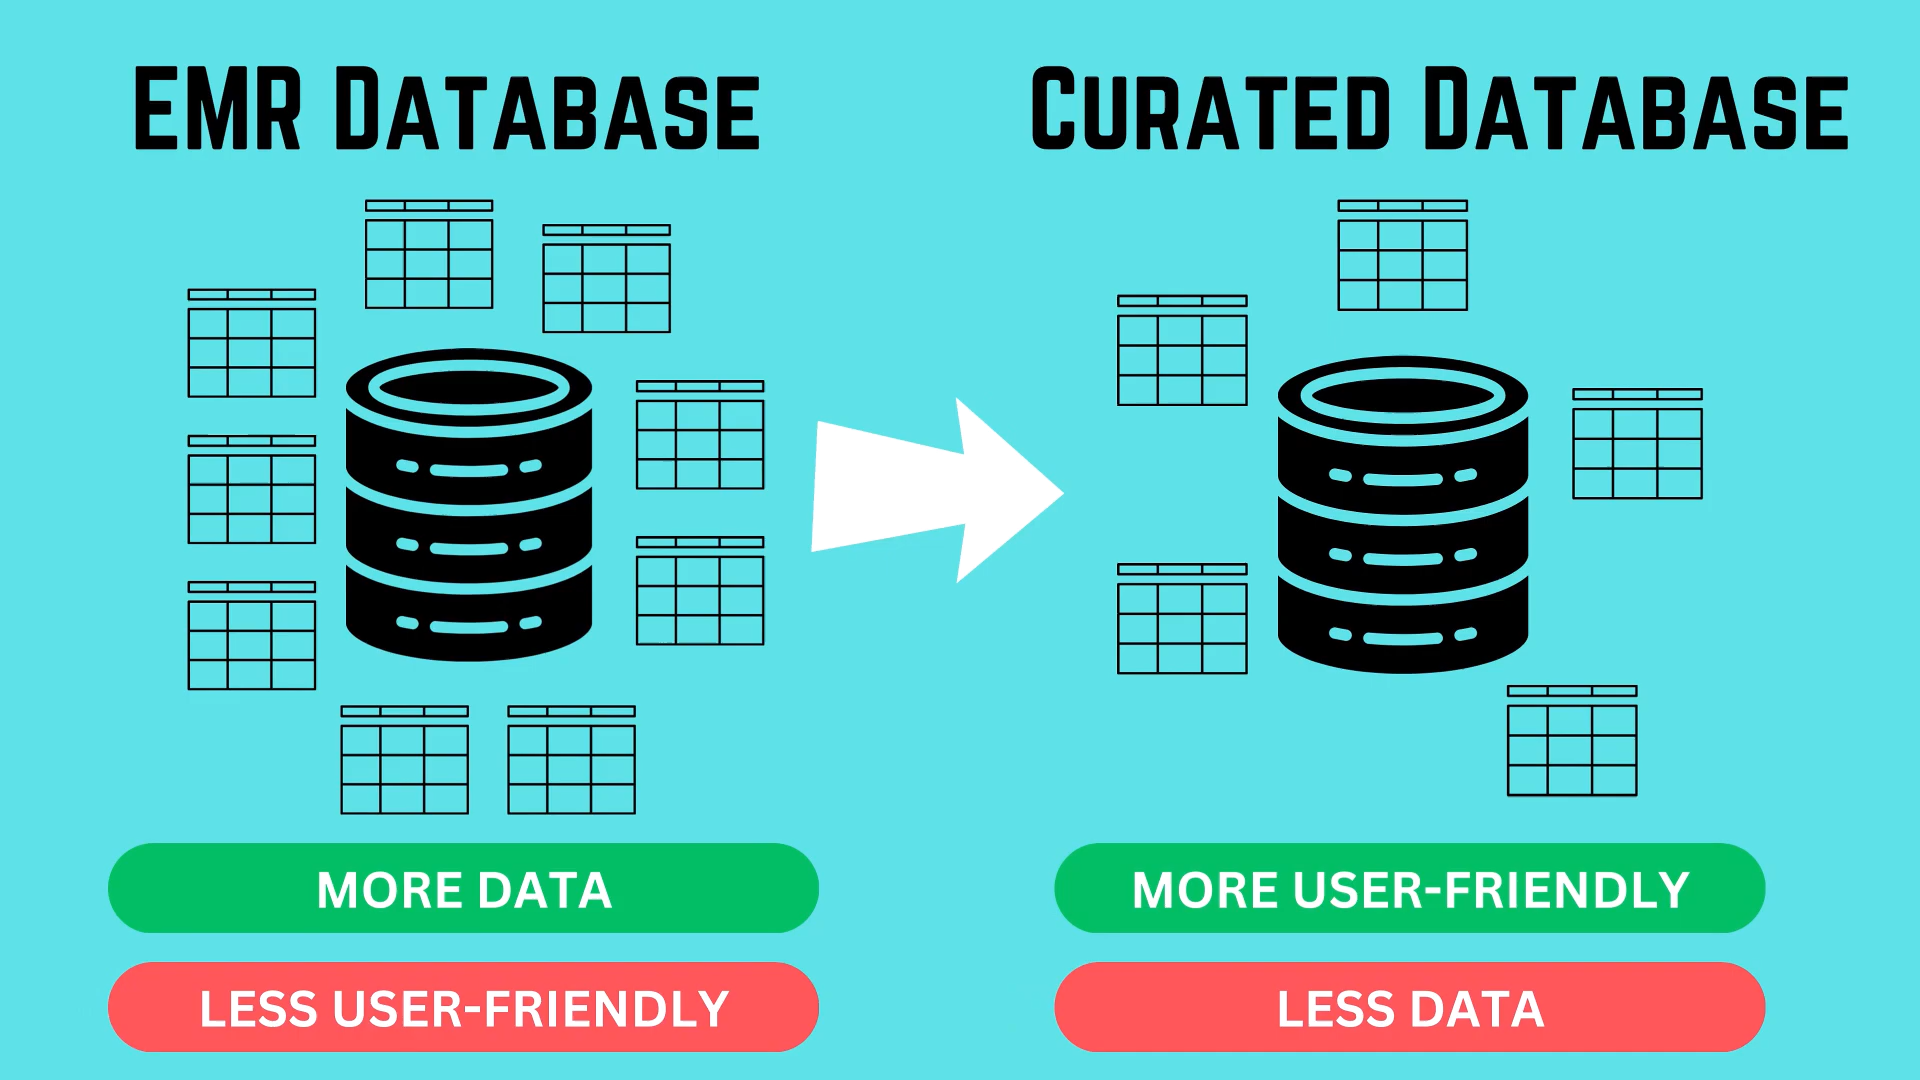 EMR DATABASE
CURATED DATABASE
MORE DATA
LESS USER-FRIENDLY
MORE USER-FRIENDLY
LESS DATA